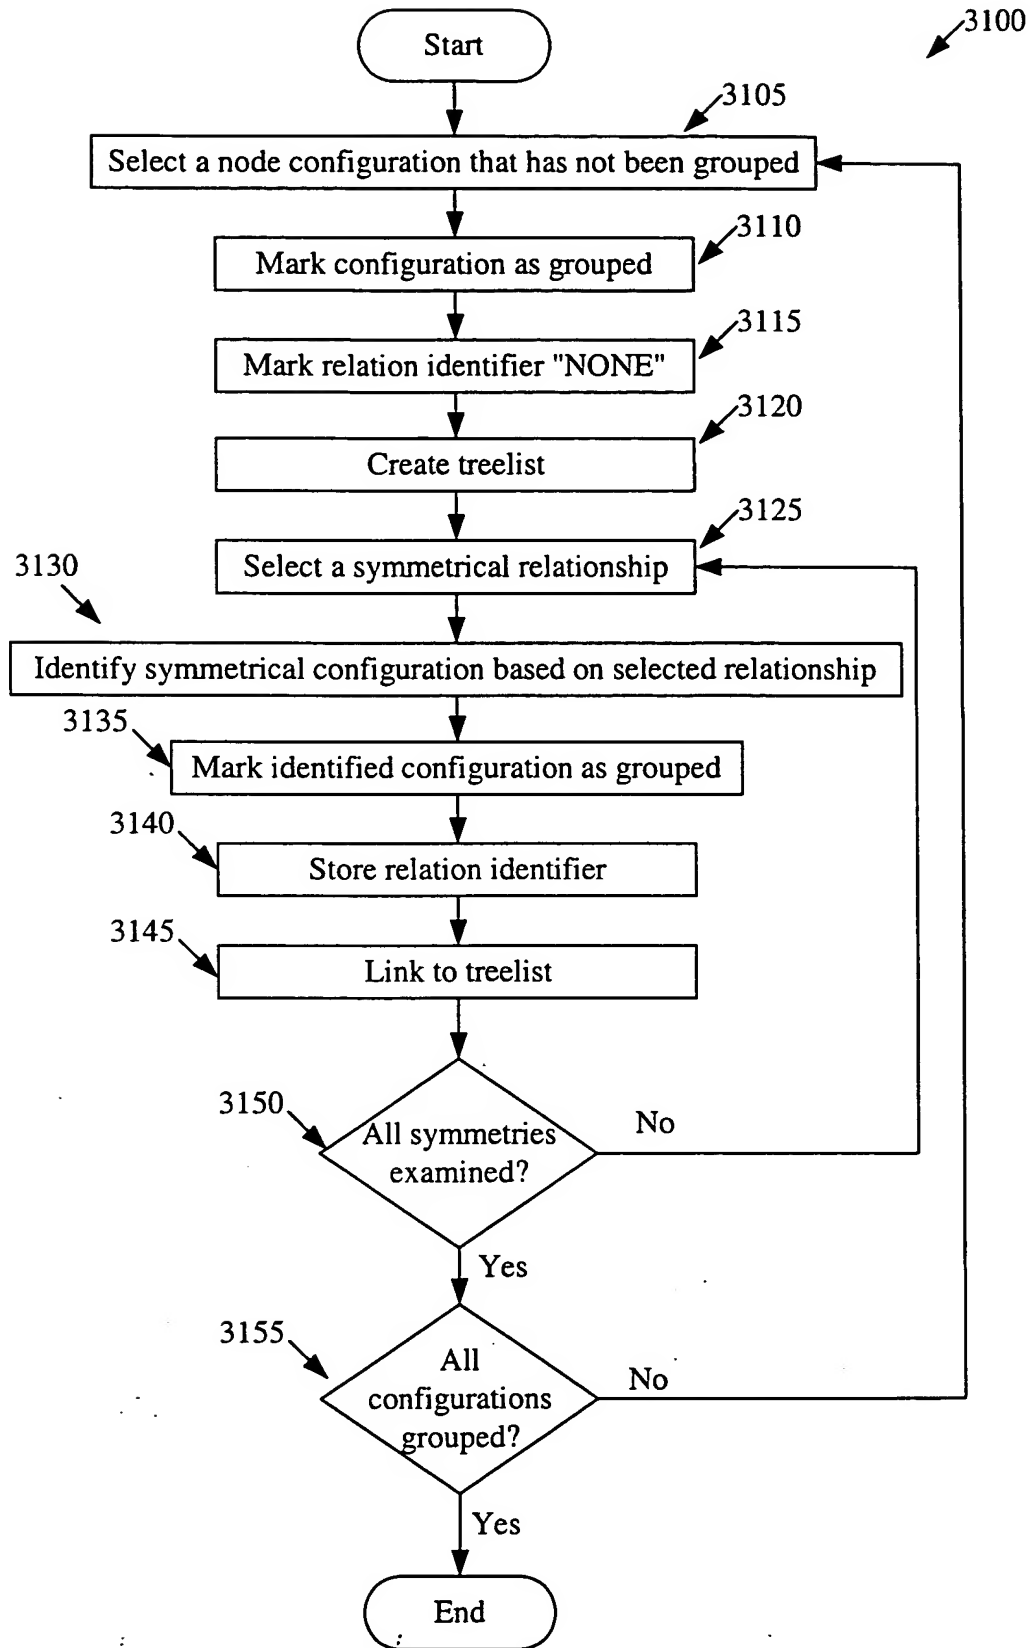 3100
Start
3105
Select a node configuration that has not been grouped
3110
Mark configuration as grouped
3115
Mark relation identifier "NONE"
3120
Create treelist
3125
Select a symmetrical relationship
3130
Identify symmetrical configuration based on selected relationship
3135
Mark identified configuration as grouped
3140
Store relation identifier
3145
Link to treelist
3150
All symmetries
examined?
No
Yes
3155
All
configurations
grouped?
No
Yes
End